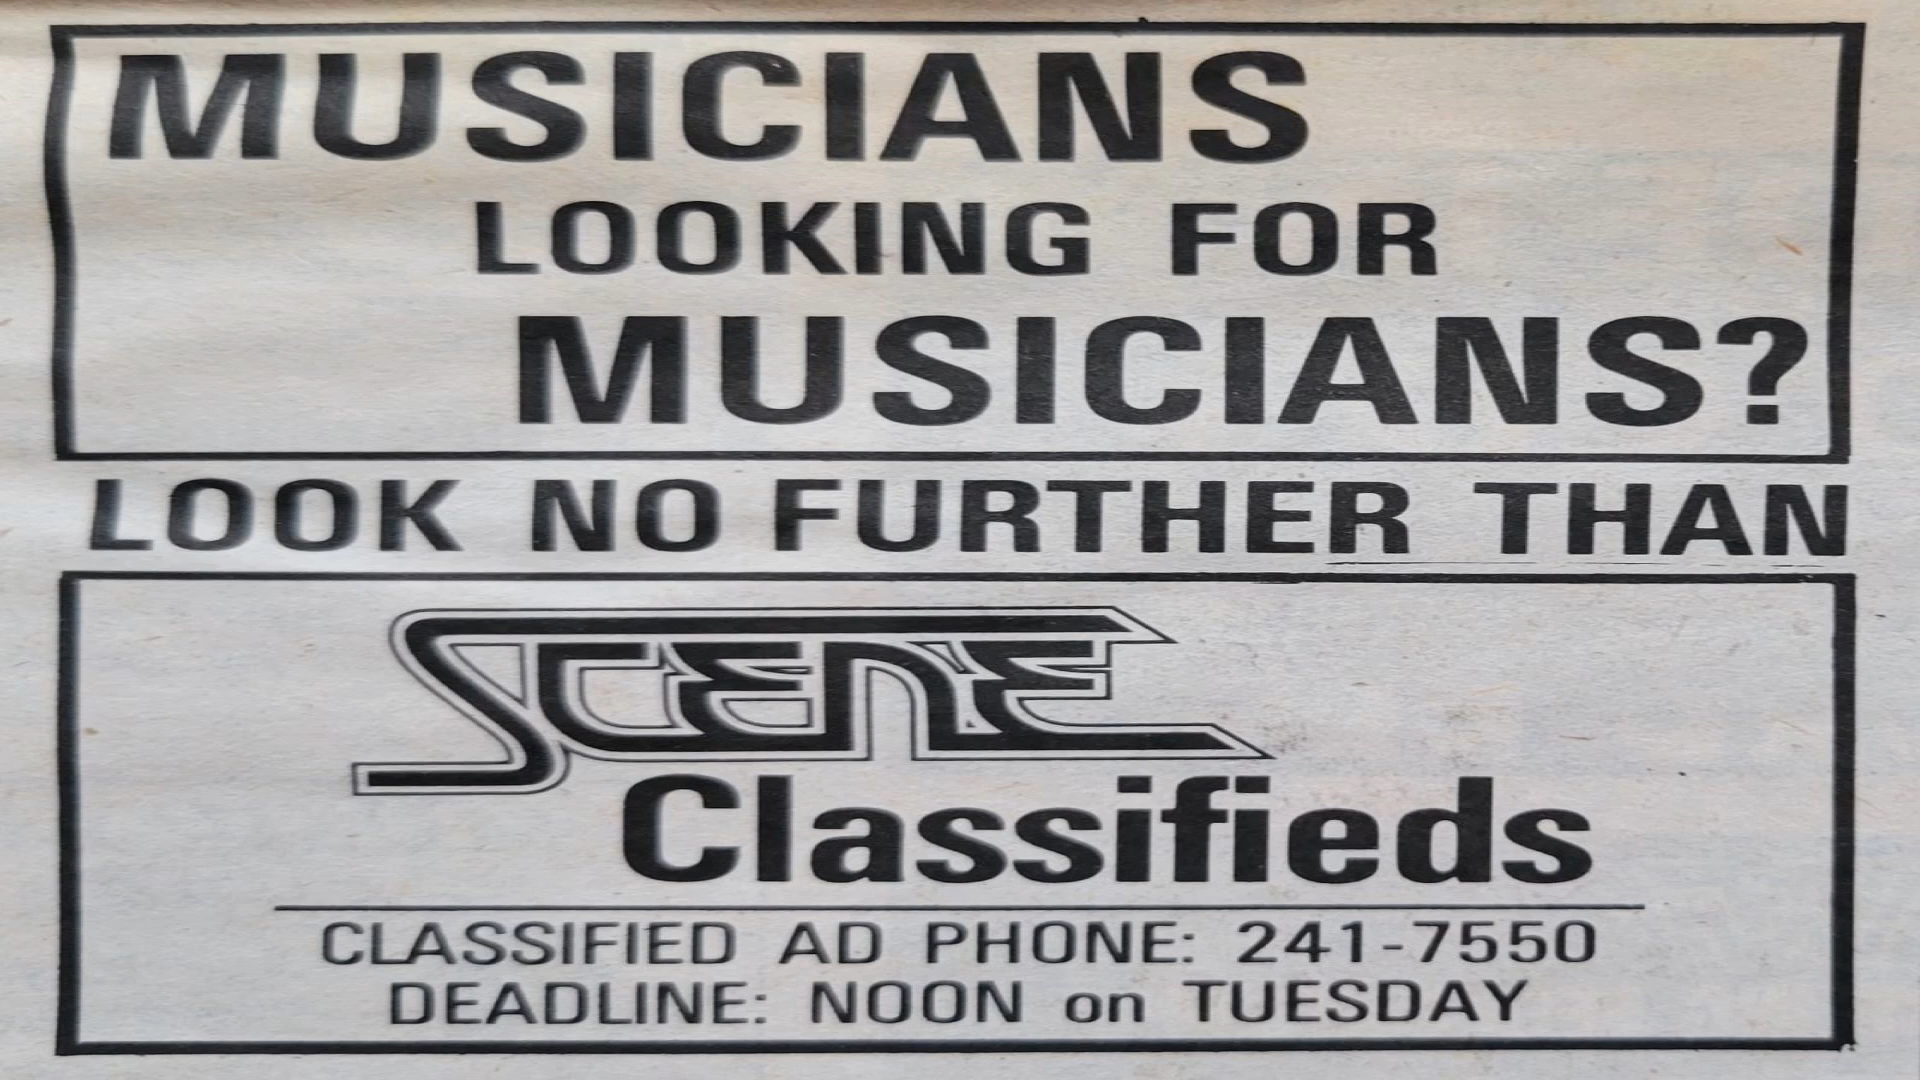 MUSICIANS
LOOKING FOR
MUSICIANS?
LOOK NO FURTHER THAN
SCENE
Classifieds
CLASSIFIED AD PHONE: 241-7550
DEADLINE: NOON on TUESDAY